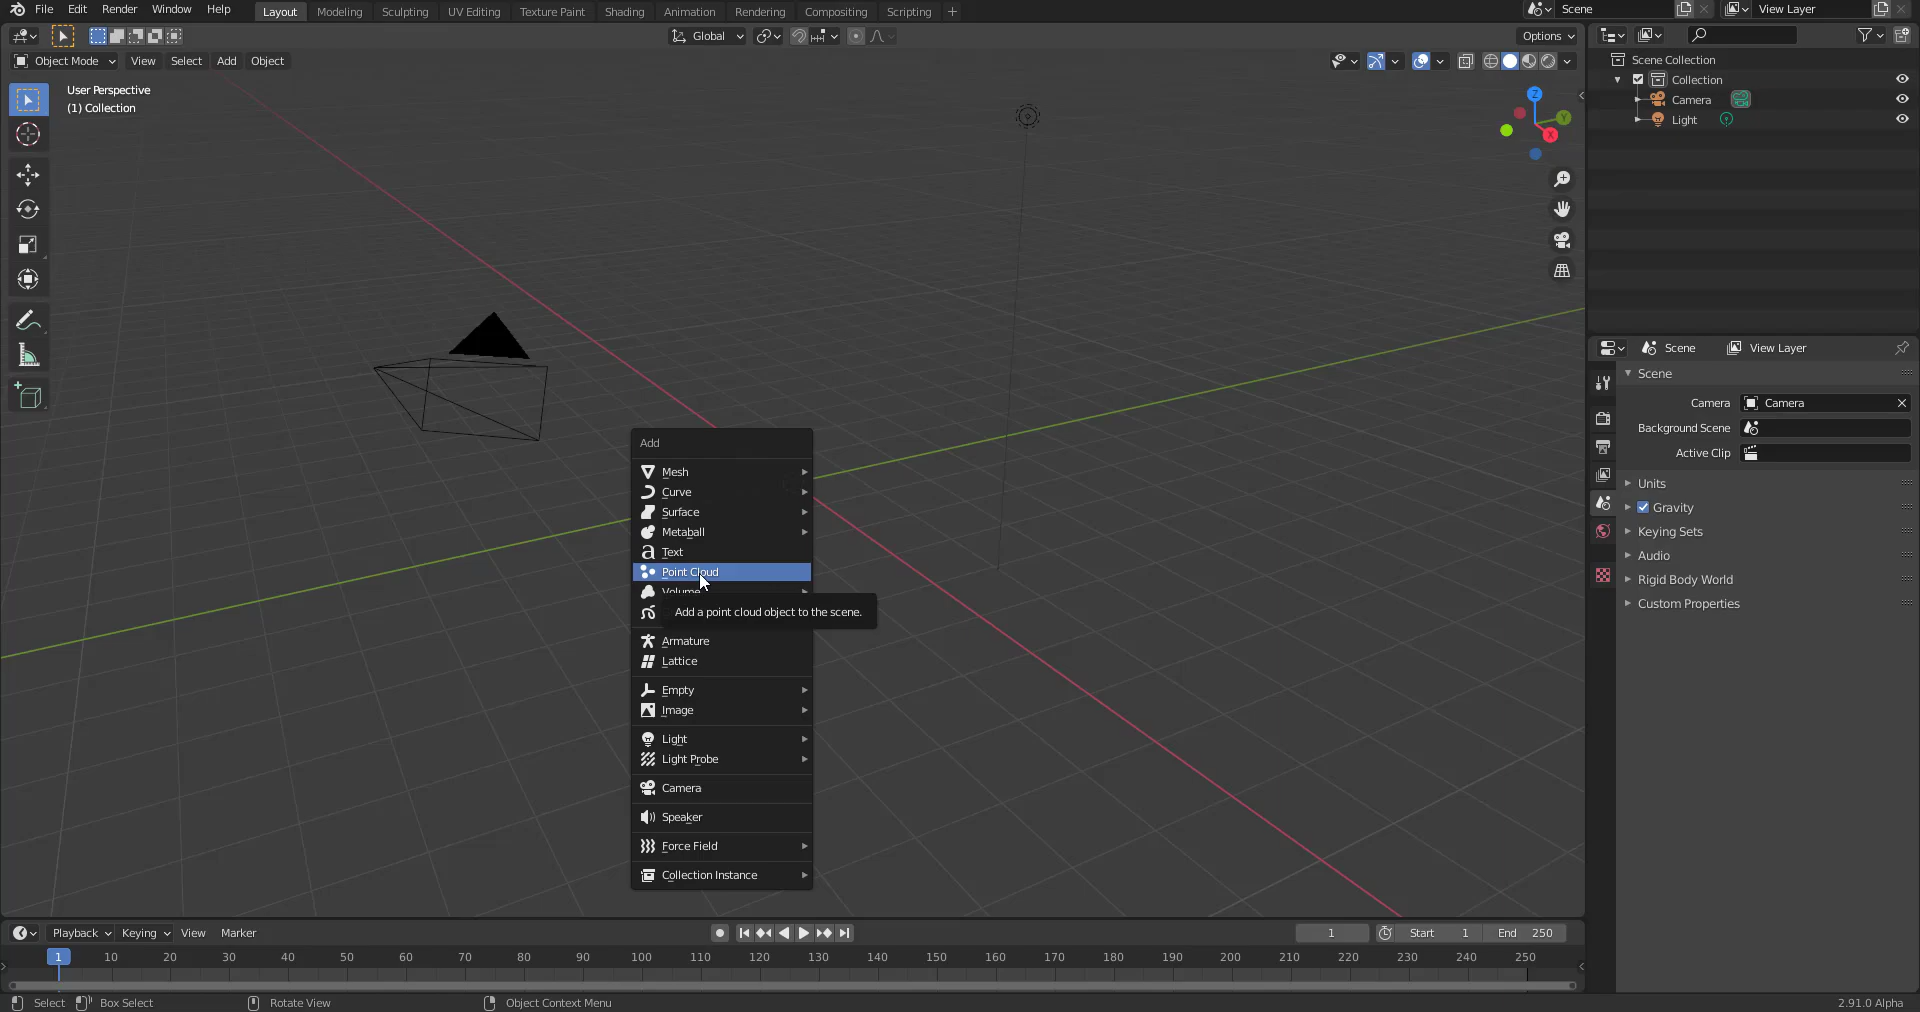 File Edit Render Window Help Layout Modeling Sculpting UV Editing Texture Paint Shading Animation Rendering Compositing Scripting + Scene View Layer
Global Options
Object Mode View Select Add Object
User Perspective
(1) Collection
Z
Y
X
Scene Collection
Collection
Camera
Light
Add
Mesh
Curve
Surface
Metaball
Text
Point Cloud
Volume
Add a point cloud object to the scene.
Armature
Lattice
Empty
Image
Light
Light Probe
Camera
Speaker
Force Field
Collection Instance
Scene View Layer
Scene
Camera Camera
Background Scene
Active Clip
Units
Gravity
Keying Sets
Audio
Rigid Body World
Custom Properties
Playback Keying View Marker 1 Start 1 End 250
1 10 20 30 40 50 60 70 80 90 100 110 120 130 140 150 160 170 180 190 200 210 220 230 240 250
Select Box Select Rotate View Object Context Menu 2.91.0 Alpha